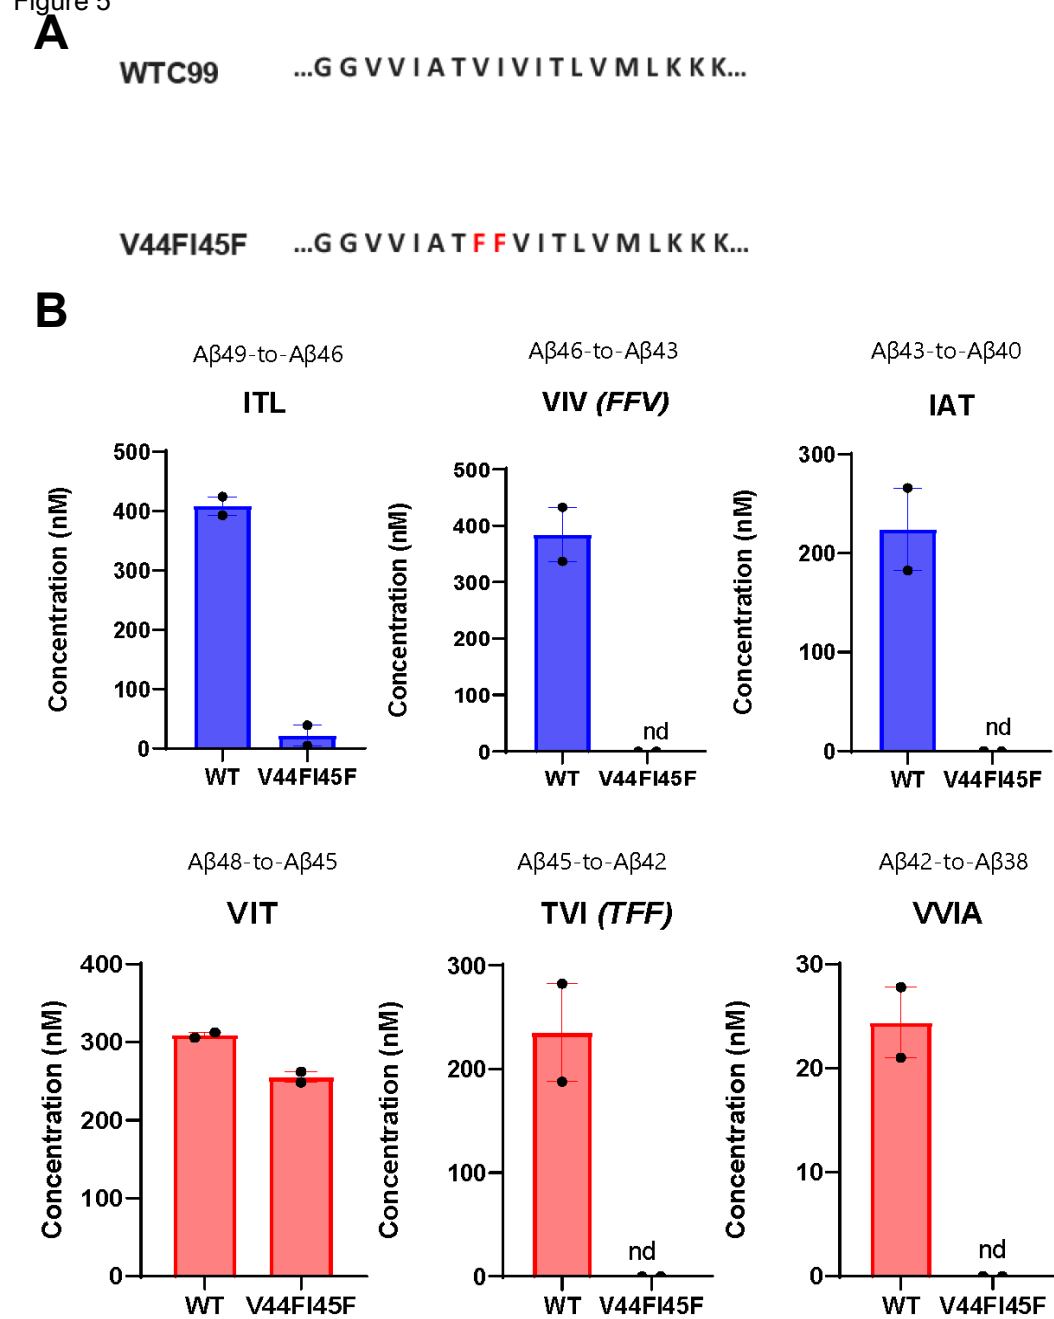 Figure 5
A
WTC99 ...G G V V I A T V I V I T L V M L K K K...
V44FI45F ...G G V V I A T F F V I T L V M L K K K...
B
Aβ49-to-Aβ46
ITL
Concentration (nM)
500
400
300
200
100
0
WT V44FI45F
Aβ46-to-Aβ43
VIV (FFV)
Concentration (nM)
500
400
300
200
100
0
nd
WT V44FI45F
Aβ43-to-Aβ40
IAT
Concentration (nM)
300
200
100
0
nd
WT V44FI45F
Aβ48-to-Aβ45
VIT
Concentration (nM)
400
300
200
100
0
WT V44FI45F
Aβ45-to-Aβ42
TVI (TFF)
Concentration (nM)
300
200
100
0
nd
WT V44FI45F
Aβ42-to-Aβ38
VVIA
Concentration (nM)
30
20
10
0
nd
WT V44FI45F